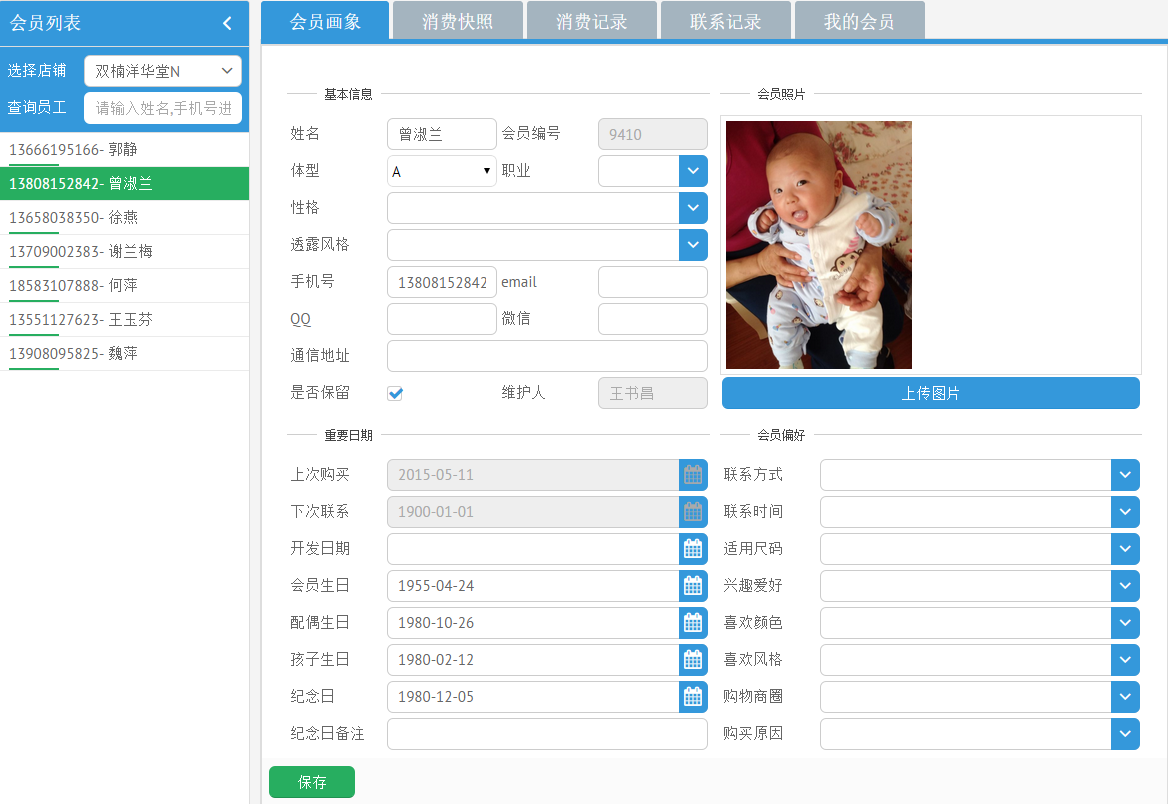 会员列表
选择店铺 双楠洋华堂N
查询员工 请输入姓名,手机号进
13666195166- 郭静
13808152842- 曾淑兰
13658038350- 徐燕
13709002383- 谢兰梅
18583107888- 何萍
13551127623- 王玉芬
13908095825- 魏萍
会员画象 消费快照 消费记录 联系记录 我的会员
基本信息
姓名 曾淑兰 会员编号 9410
体型 A 职业
性格
透露风格
手机号 13808152842 email
QQ 微信
通信地址
是否保留 维护人 王书昌
会员照片
上传图片
重要日期
上次购买 2015-05-11
下次联系 1900-01-01
开发日期
会员生日 1955-04-24
配偶生日 1980-10-26
孩子生日 1980-02-12
纪念日 1980-12-05
纪念日备注
会员偏好
联系方式
联系时间
适用尺码
兴趣爱好
喜欢颜色
喜欢风格
购物商圈
购买原因
保存